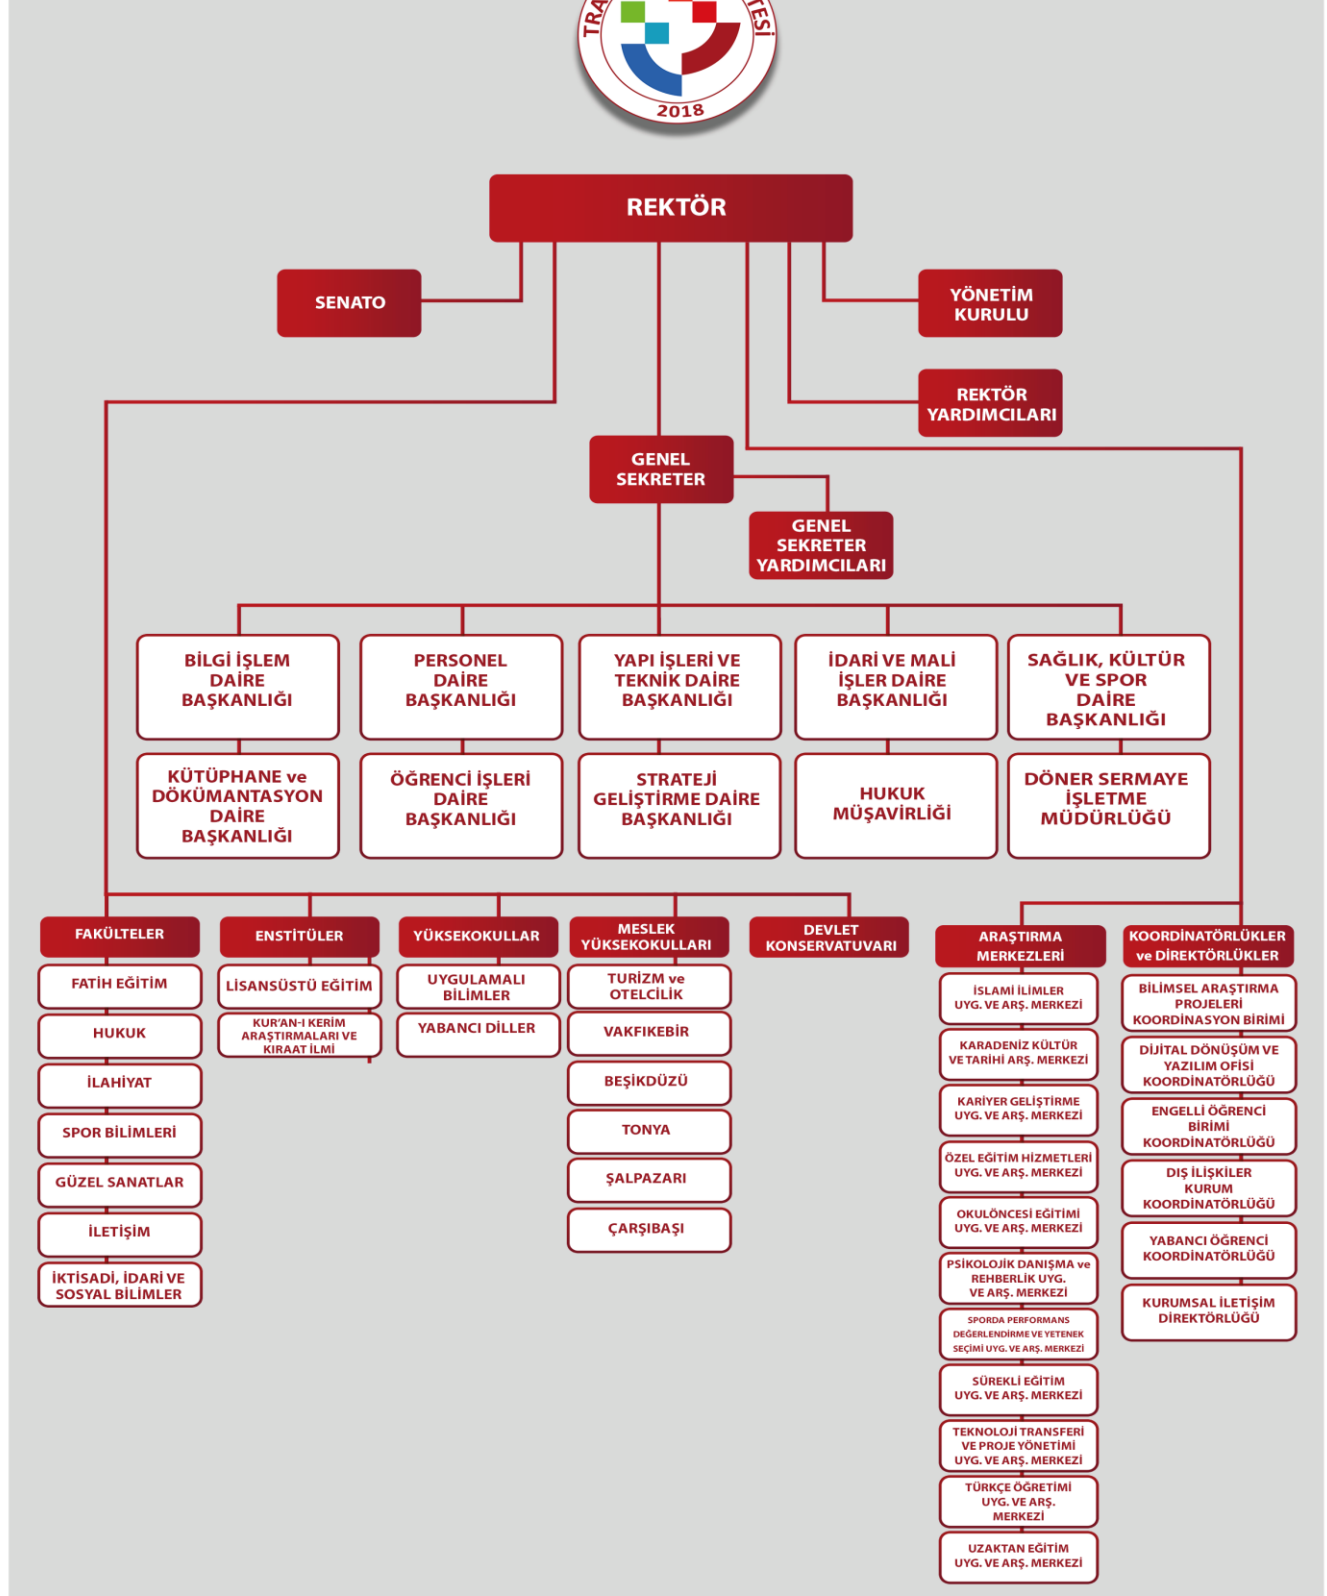 TRA
TESİ
2018
REKTÖR
SENATO
YÖNETİM
KURULU
REKTÖR
YARDIMCILARI
GENEL
SEKRETER
GENEL
SEKRETER
YARDIMCILARI
BİLGİ İŞLEM
DAİRE
BAŞKANLIĞI
PERSONEL
DAİRE
BAŞKANLIĞI
YAPI İŞLERİ VE
TEKNİK DAİRE
BAŞKANLIĞI
İDARİ VE MALİ
İŞLER DAİRE
BAŞKANLIĞI
SAĞLIK, KÜLTÜR
VE SPOR
DAİRE
BAŞKANLIĞI
KÜTÜPHANE ve
DÖKÜMANTASYON
DAİRE
BAŞKANLIĞI
ÖĞRENCİ İŞLERİ
DAİRE
BAŞKANLIĞI
STRATEJİ
GELİŞTİRME DAİRE
BAŞKANLIĞI
HUKUK
MÜŞAVİRLİĞİ
DÖNER SERMAYE
İŞLETME
MÜDÜRLÜĞÜ
FAKÜLTELER
FATİH EĞİTİM
HUKUK
İLAHİYAT
SPOR BİLİMLERİ
GÜZEL SANATLAR
İLETİŞİM
İKTİSADİ, İDARİ VE
SOSYAL BİLİMLER
ENSTİTÜLER
LİSANSÜSTÜ EĞİTİM
KUR'AN-I KERİM
ARAŞTIRMALARI VE
KIRAAT İLMİ
YÜKSEKOKULLAR
UYGULAMALI
BİLİMLER
YABANCI DİLLER
MESLEK
YÜKSEKOKULLARI
TURİZM ve
OTELCİLİK
VAKFIKEBİR
BEŞİKDÜZÜ
TONYA
ŞALPAZARI
ÇARŞIBAŞI
DEVLET
KONSERVATUVARI
ARAŞTIRMA
MERKEZLERİ
İSLAMİ İLİMLER
UYG. VE ARŞ. MERKEZİ
KARADENİZ KÜLTÜR
VE TARİHİ ARŞ. MERKEZİ
KARİYER GELİŞTİRME
UYG. VE ARŞ. MERKEZİ
ÖZEL EĞİTİM HİZMETLERİ
UYG. VE ARŞ. MERKEZİ
OKULÖNCESİ EĞİTİMİ
UYG. VE ARŞ. MERKEZİ
PSİKOLOJİK DANIŞMA ve
REHBERLİK UYG.
VE ARŞ. MERKEZİ
SPORDA PERFORMANS
DEĞERLENDİRME VE YETENEK
SEÇİMİ UYG. VE ARŞ. MERKEZİ
SÜREKLİ EĞİTİM
UYG. VE ARŞ. MERKEZİ
TEKNOLOJİ TRANSFERİ
VE PROJE YÖNETİMİ
UYG. VE ARŞ. MERKEZİ
TÜRKÇE ÖĞRETİMİ
UYG. VE ARŞ.
MERKEZİ
UZAKTAN EĞİTİM
UYG. VE ARŞ. MERKEZİ
KOORDİNATÖRLÜKLER
ve DİREKTÖRLÜKLER
BİLİMSEL ARAŞTIRMA
PROJELERİ
KOORDİNASYON BİRİMİ
DİJİTAL DÖNÜŞÜM VE
YAZILIM OFİSİ
KOORDİNATÖRLÜĞÜ
ENGELLİ ÖĞRENCİ
BİRİMİ
KOORDİNATÖRLÜĞÜ
DIŞ İLİŞKİLER
KURUM
KOORDİNATÖRLÜĞÜ
YABANCI ÖĞRENCİ
KOORDİNATÖRLÜĞÜ
KURUMSAL İLETİŞİM
DİREKTÖRLÜĞÜ